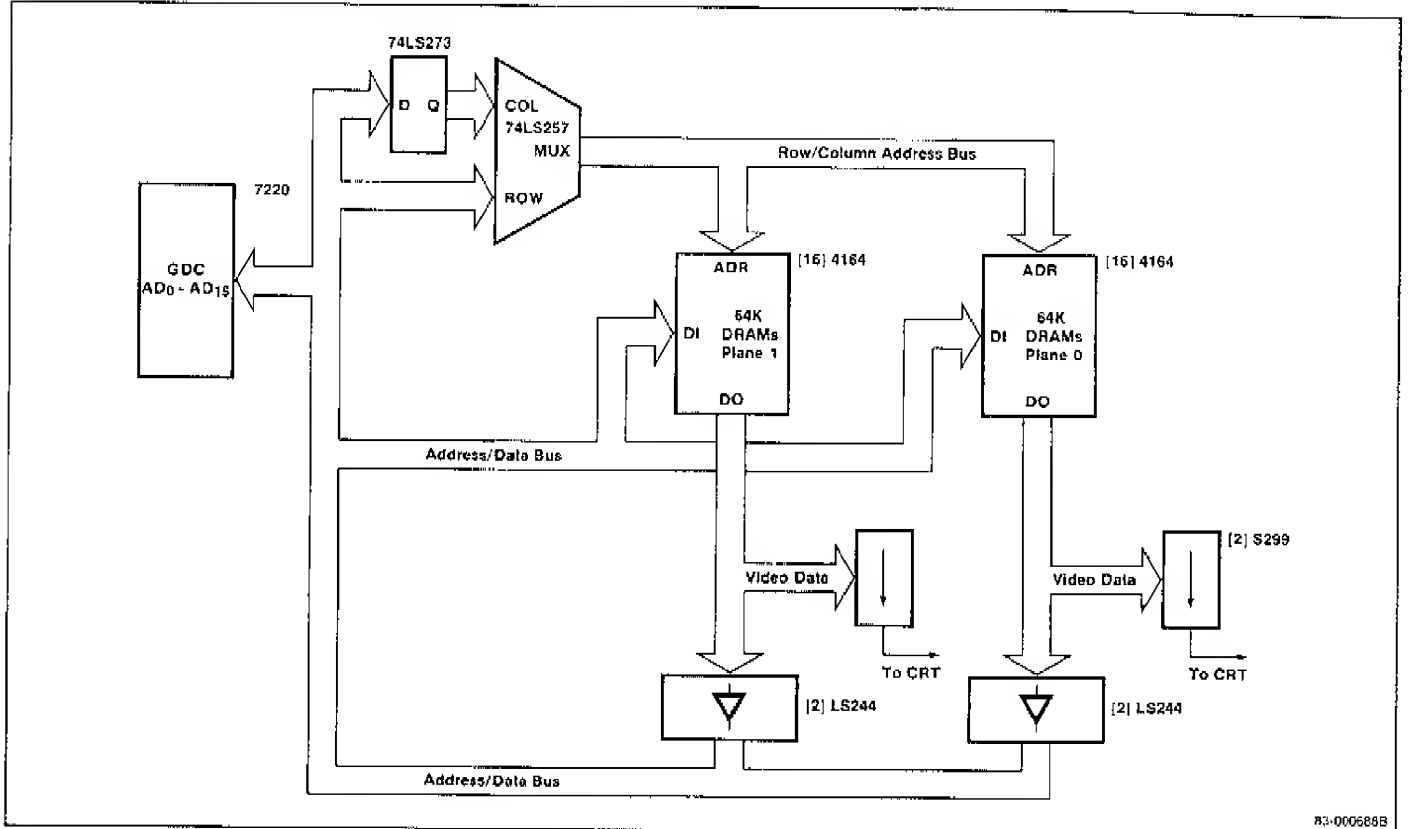 74LS273
D Q
COL
74LS257
MUX
ROW
Row/Column Address Bus
7220
GDC
AD0 - AD15
[16] 4164
ADR
64K
DRAMs
Plane 1
DI
DO
[16] 4164
ADR
64K
DRAMs
Plane 0
DI
DO
Address/Data Bus
Video Data
To CRT
[2] S299
Video Data
To CRT
[2] LS244
[2] LS244
Address/Data Bus
83-000688B